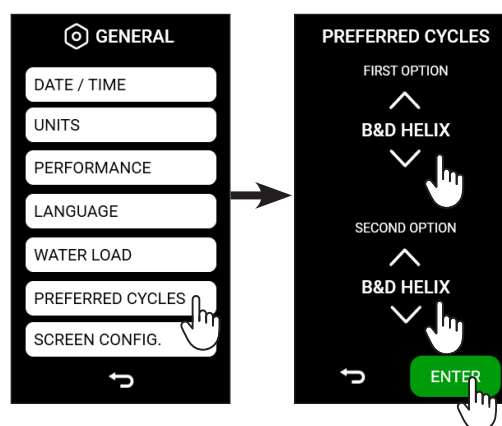 GENERAL
DATE / TIME
UNITS
PERFORMANCE
LANGUAGE
WATER LOAD
PREFERRED CYCLES
SCREEN CONFIG.
PREFERRED CYCLES
FIRST OPTION
B&D HELIX
SECOND OPTION
B&D HELIX
ENTER